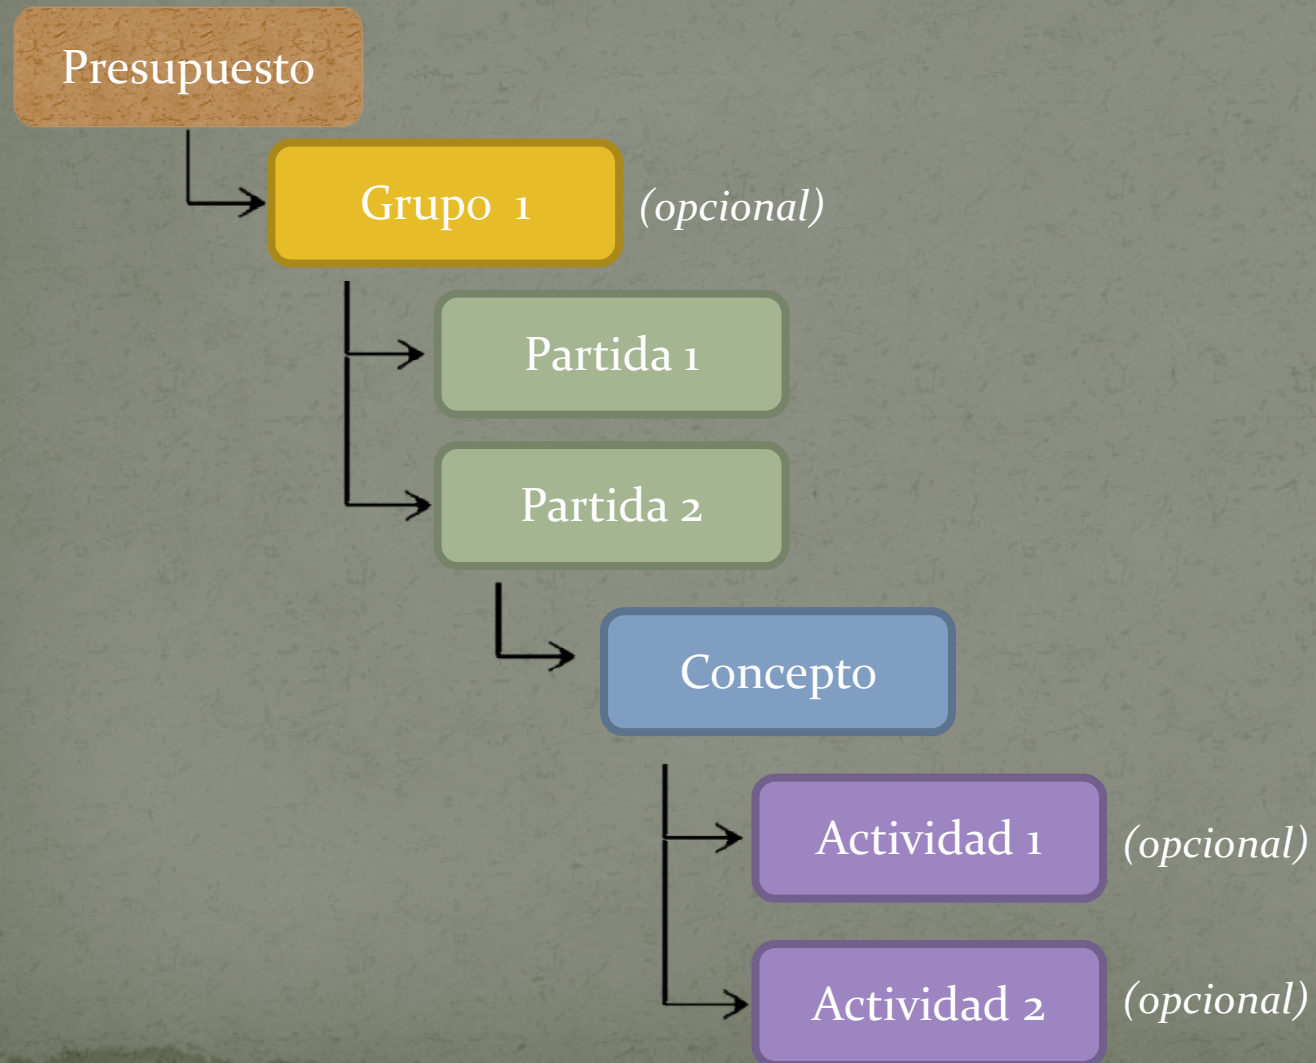 Presupuesto
Grupo 1 (opcional)
Partida 1
Partida 2
Concepto
Actividad 1 (opcional)
Actividad 2 (opcional)